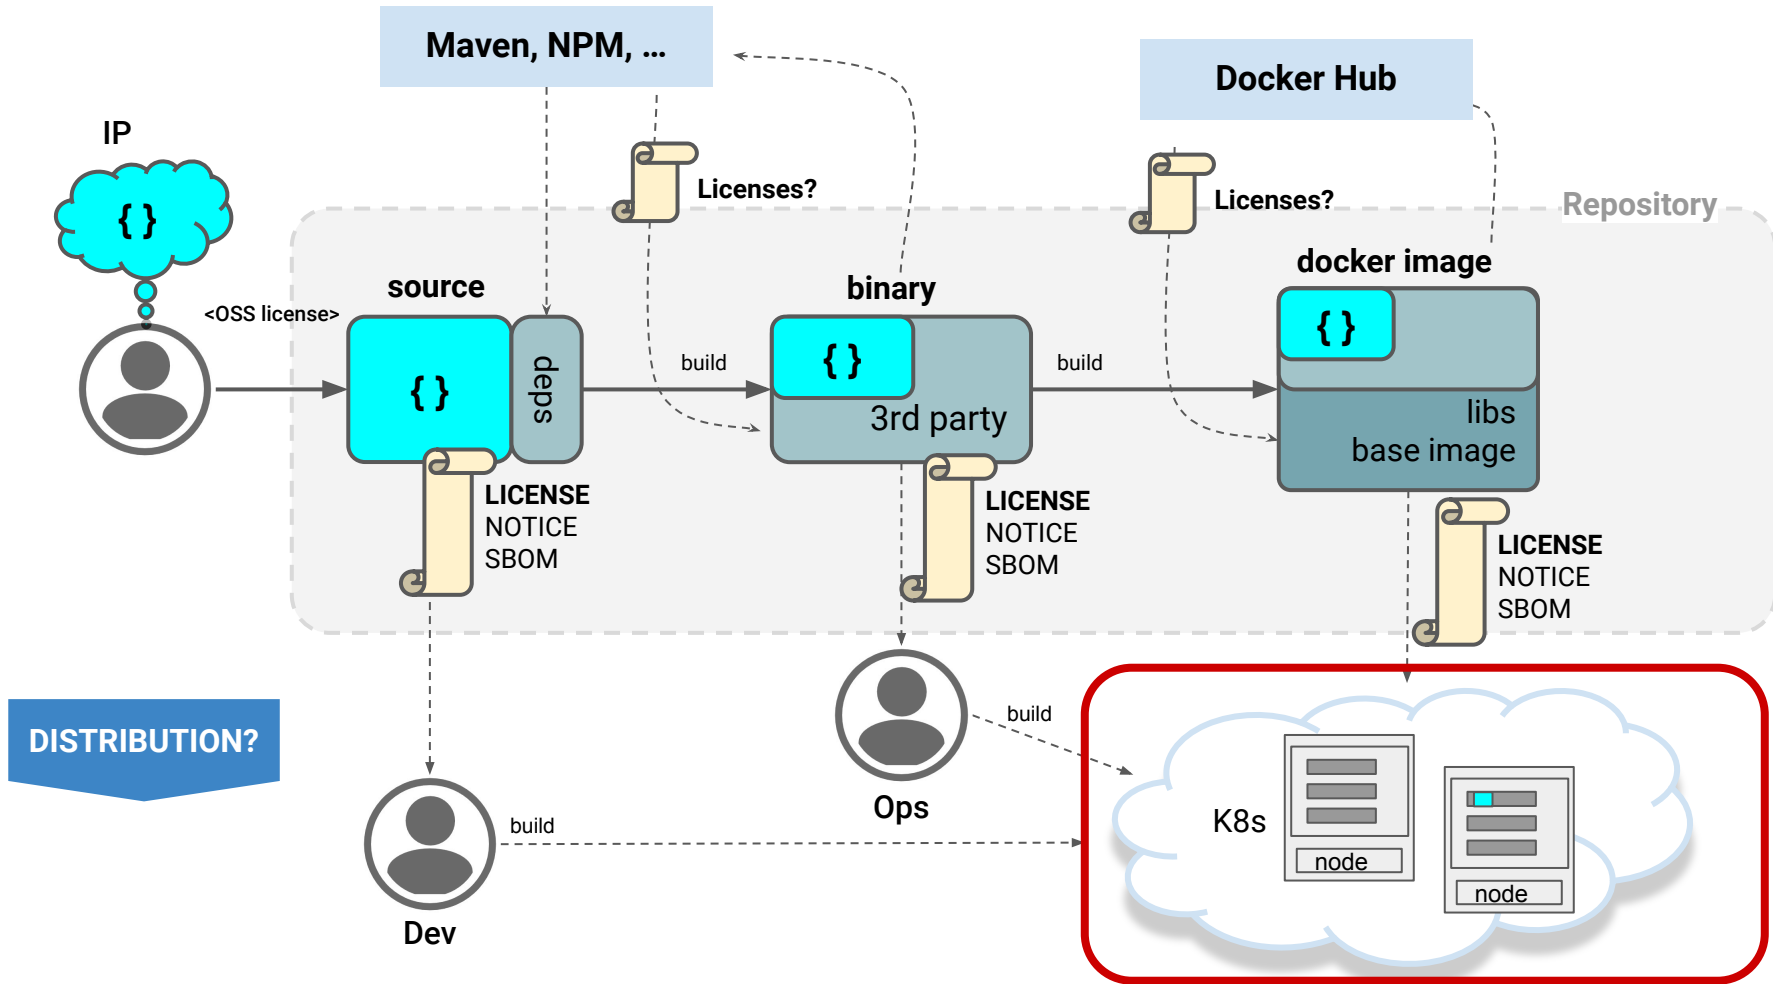 Maven, NPM, ...
Docker Hub
IP
{ }
Licenses?
Licenses?
Repository
<OSS license>
source
binary
docker image
{ }
deps
build
{ }
3rd party
build
{ }
libs
base image
LICENSE
NOTICE
SBOM
LICENSE
NOTICE
SBOM
LICENSE
NOTICE
SBOM
DISTRIBUTION?
build
Ops
build
Dev
K8s
node
node